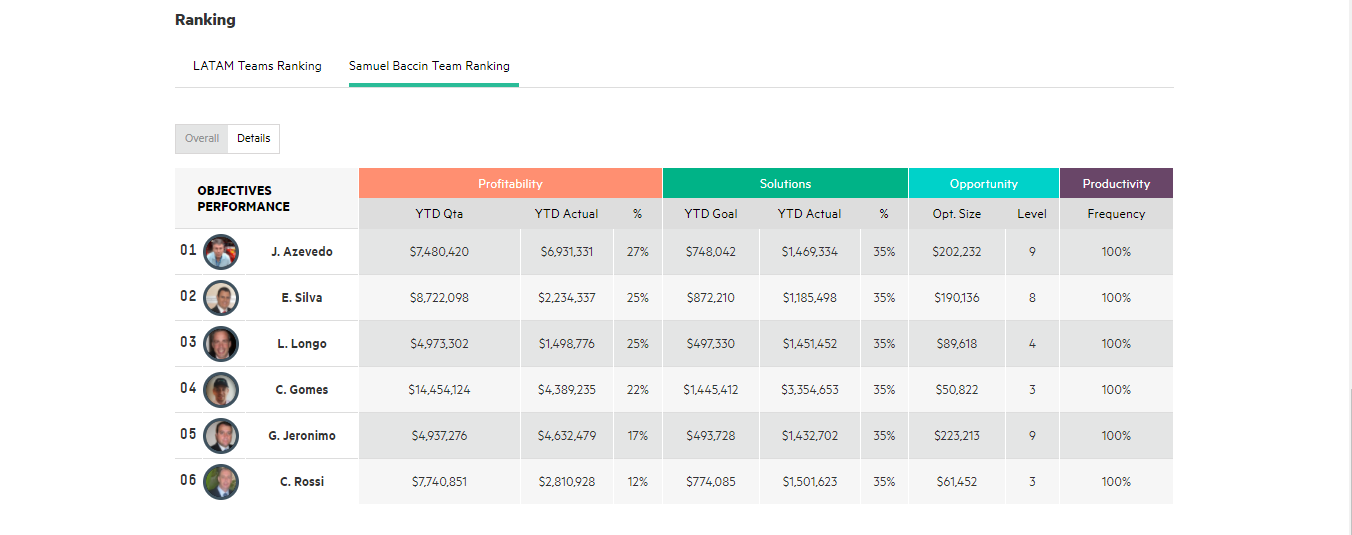 Ranking
LATAM Teams Ranking Samuel Baccin Team Ranking
Overall Details
OBJECTIVES PERFORMANCE Profitability Solutions Opportunity Productivity
YTD Qta YTD Actual % YTD Goal YTD Actual % Opt. Size Level Frequency
01 J. Azevedo $7,480,420 $6,931,331 27% $748,042 $1,469,334 35% $202,232 9 100%
02 E. Silva $8,722,098 $2,234,337 25% $872,210 $1,185,498 35% $190,136 8 100%
03 L. Longo $4,973,302 $1,498,776 25% $497,330 $1,451,452 35% $89,618 4 100%
04 C. Gomes $14,454,124 $4,389,235 22% $1,445,412 $3,354,653 35% $50,822 3 100%
05 G. Jeronimo $4,937,276 $4,632,479 17% $493,728 $1,432,702 35% $223,213 9 100%
06 C. Rossi $7,740,851 $2,810,928 12% $774,085 $1,501,623 35% $61,452 3 100%